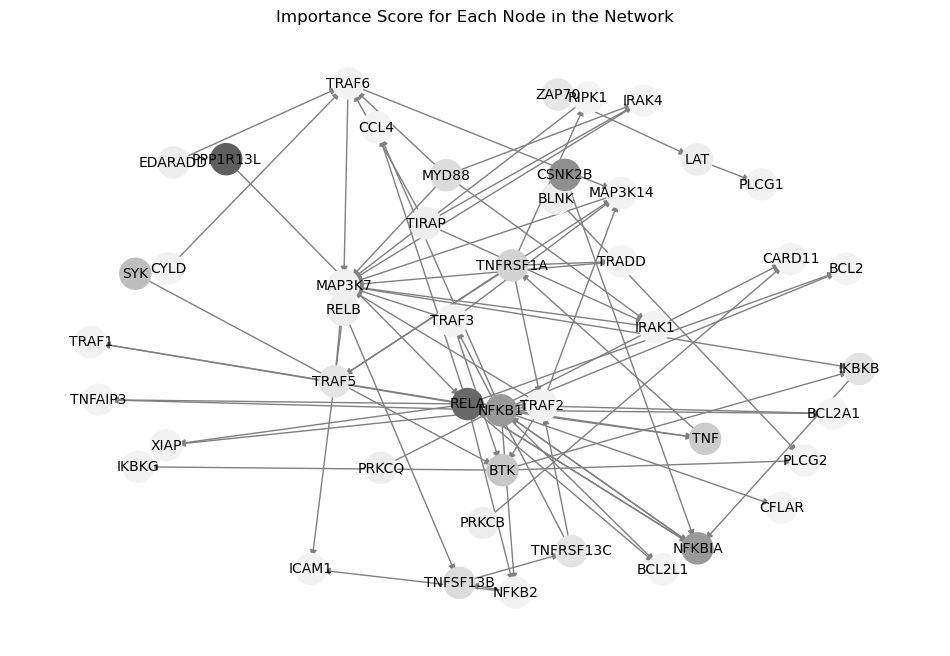 Importance Score for Each Node in the Network
TRAF6
ZAP70
RIPK1
IRAK4
CCL4
EDARADD
PPP1R13L
LAT
MYD88
CSNK2B
PLCG1
MAP3K14
BLNK
TIRAP
CARD11
TNFRSF1A
TRADD
SYK
CYLD
BCL2
MAP3K7
RELB
TRAF3
IRAK1
TRAF1
IKBKB
TRAF5
TNFAIP3
RELA
NFKB1
TRAF2
BCL2A1
XIAP
TNF
IKBKG
PRKCQ
BTK
PLCG2
CFLAR
PRKCB
TNFRSF13C
NFKBIA
ICAM1
BCL2L1
TNFSF13B
NFKB2